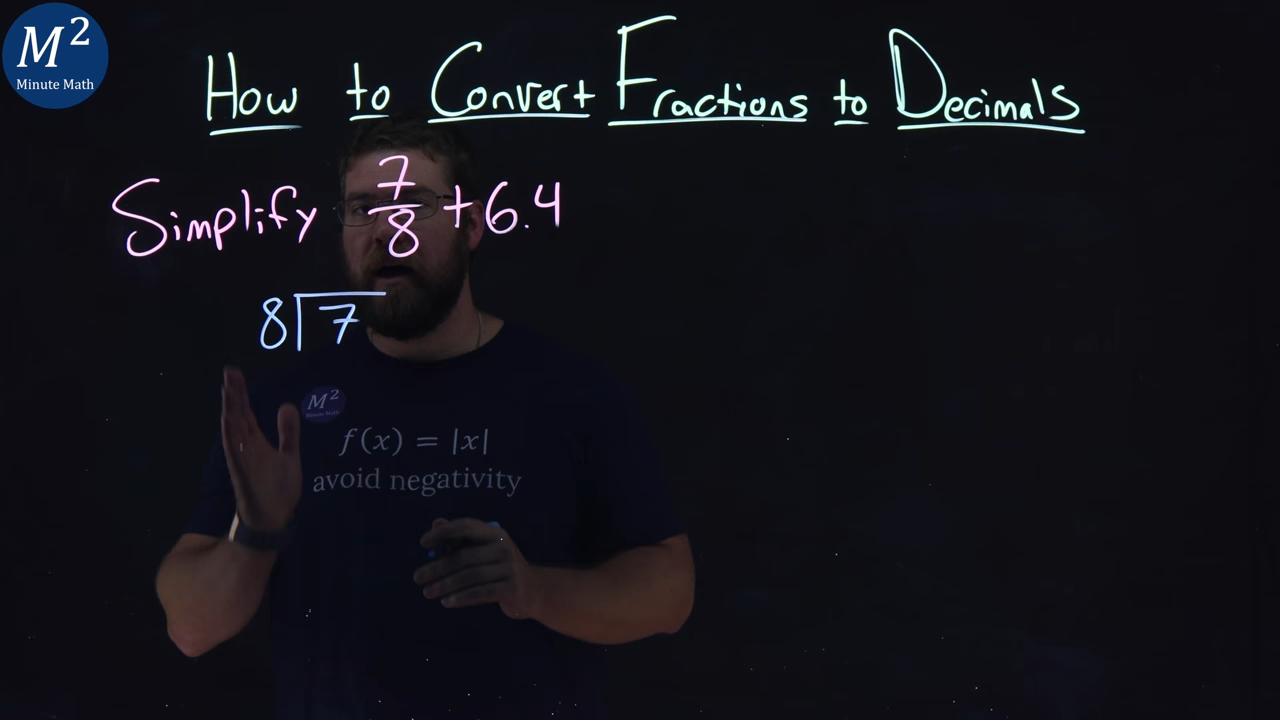 M²
Minute Math
How to Convert Fractions to Decimals
Simplify 7/8 + 6.4
8⟌7
M²
Minute Math
f(x) = |x|
avoid negativity